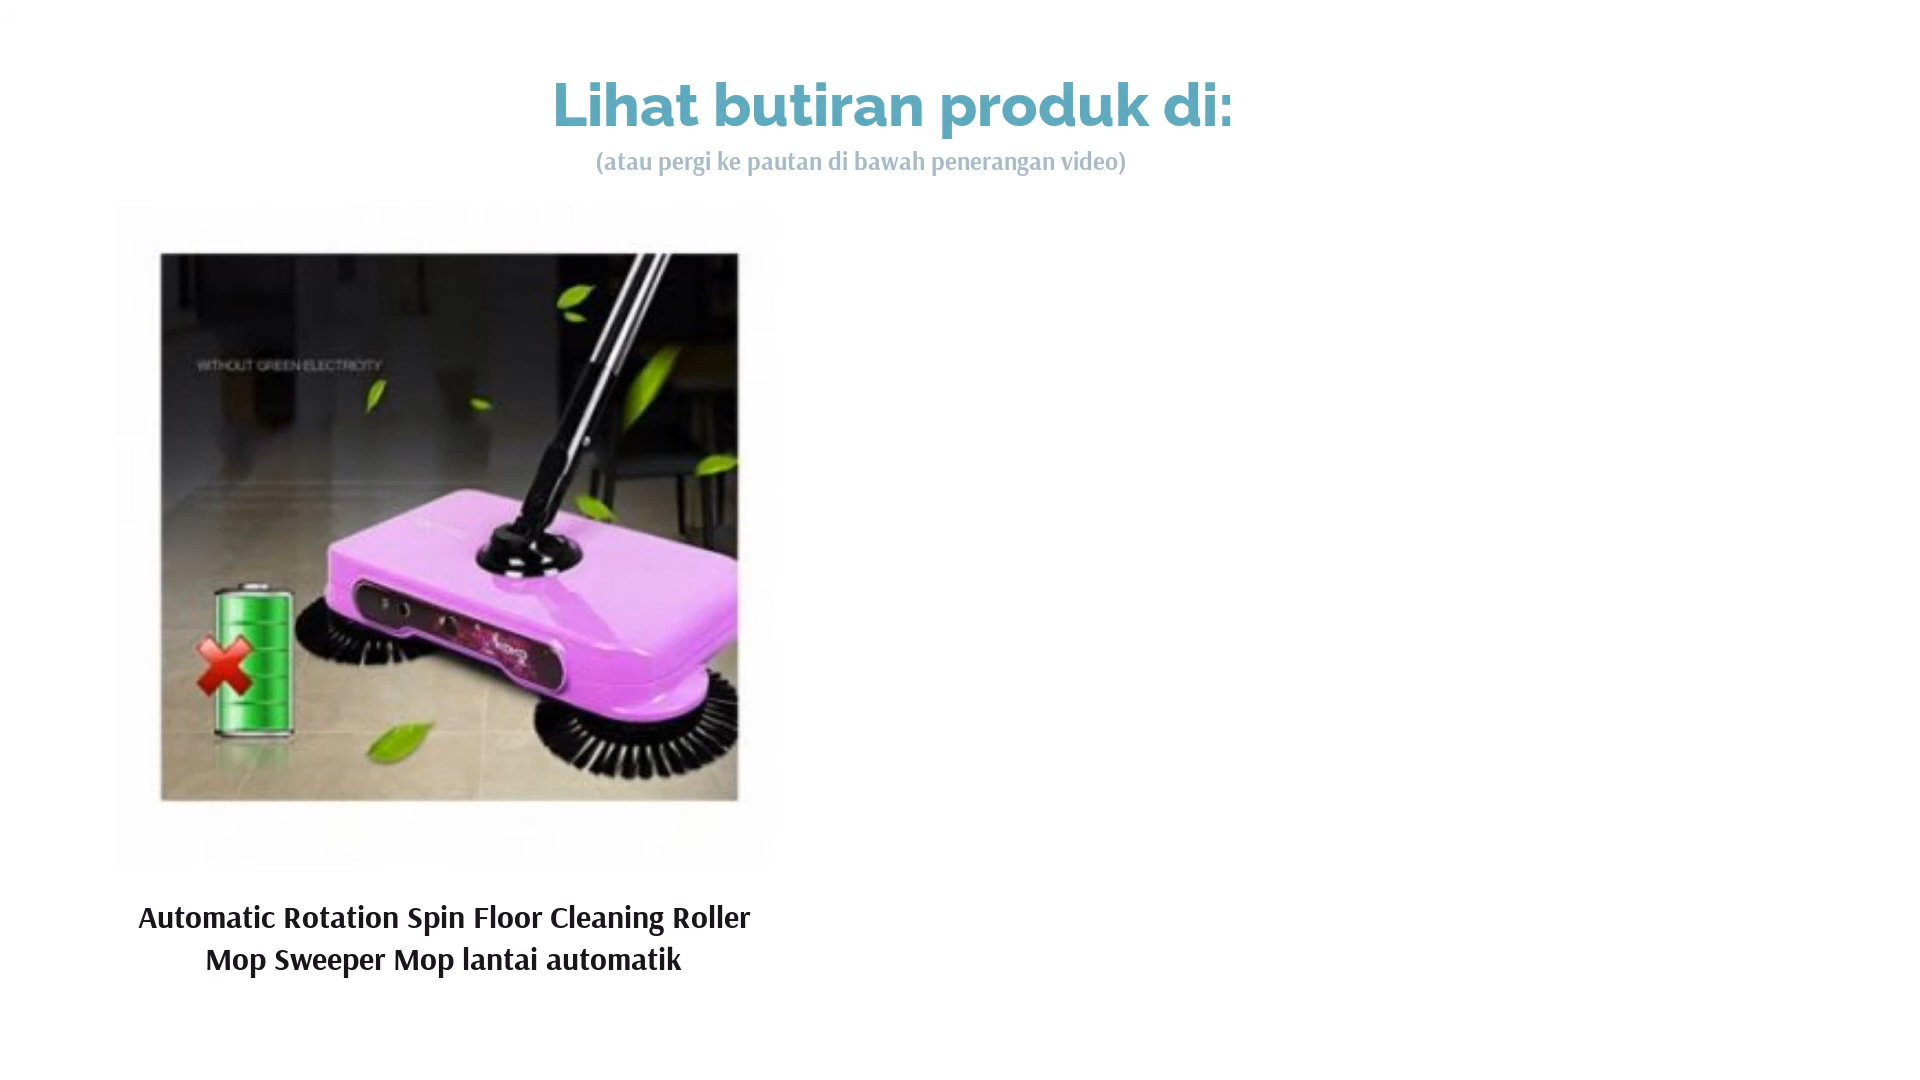 Lihat butiran produk di:
(atau pergi ke pautan di bawah penerangan video)
WITHOUT GREEN ELECTRICITY
Automatic Rotation Spin Floor Cleaning Roller
Mop Sweeper Mop lantai automatik